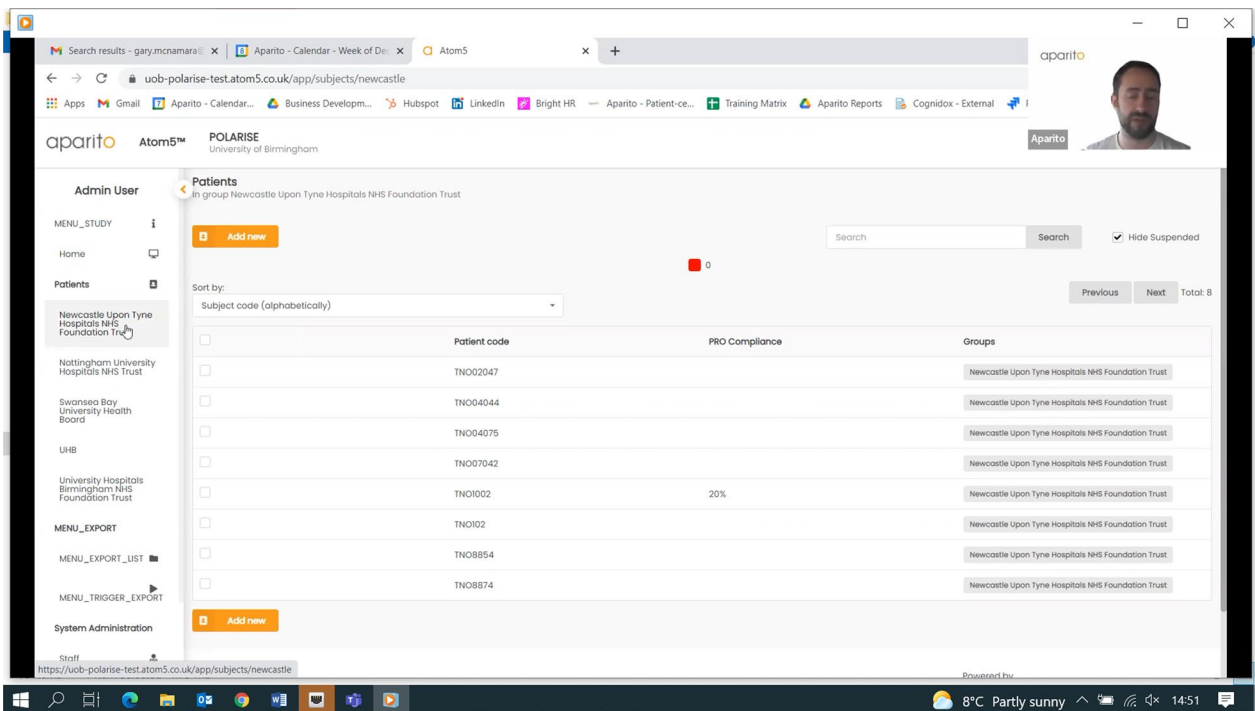 Search results - gary.mcnamara@
Aparito - Calendar - Week of Dec
Atom5
uob-polarise-test.atom5.co.uk/app/subjects/newcastle
Apps
Gmail
Aparito - Calendar...
Business Developm...
Hubspot
LinkedIn
Bright HR
Aparito - Patient-ce...
Training Matrix
Aparito Reports
Cognidox - External
aparito
Aparito
aparito
Atom5™
POLARISE
University of Birmingham
Admin User
MENU_STUDY
Home
Patients
Newcastle Upon Tyne
Hospitals NHS
Foundation Trust
Nottingham University
Hospitals NHS Trust
Swansea Bay
University Health
Board
UHB
University Hospitals
Birmingham NHS
Foundation Trust
MENU_EXPORT
MENU_EXPORT_LIST
MENU_TRIGGER_EXPORT
System Administration
Staff
Patients
In group Newcastle Upon Tyne Hospitals NHS Foundation Trust
Add new
Search
Search
Hide Suspended
0
Sort by:
Subject code (alphabetically)
Previous
Next
Total: 8
Patient code PRO Compliance Groups
TNO02047 Newcastle Upon Tyne Hospitals NHS Foundation Trust
TNO04044 Newcastle Upon Tyne Hospitals NHS Foundation Trust
TNO04075 Newcastle Upon Tyne Hospitals NHS Foundation Trust
TNO07042 Newcastle Upon Tyne Hospitals NHS Foundation Trust
TNO1002 20% Newcastle Upon Tyne Hospitals NHS Foundation Trust
TNO102 Newcastle Upon Tyne Hospitals NHS Foundation Trust
TNO8854 Newcastle Upon Tyne Hospitals NHS Foundation Trust
TNO8874 Newcastle Upon Tyne Hospitals NHS Foundation Trust
Add new
Powered by
https://uob-polarise-test.atom5.co.uk/app/subjects/newcastle
8°C Partly sunny
14:51